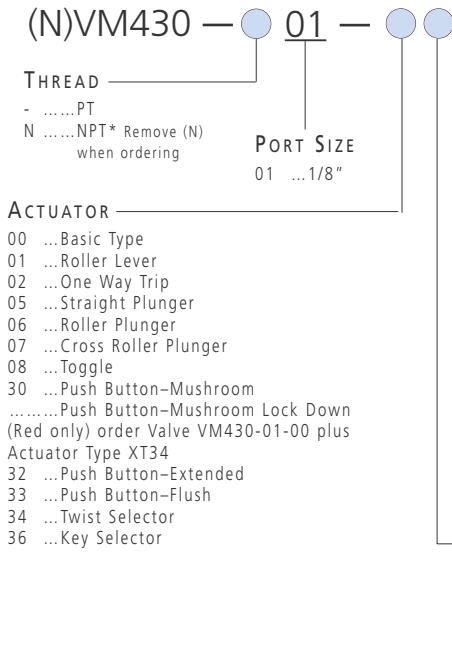 (N)VM430 — 01 —
THREAD
- ......PT
N ......NPT* Remove (N)
when ordering
PORT SIZE
01 ...1/8"
ACTUATOR
00 ...Basic Type
01 ...Roller Lever
02 ...One Way Trip
05 ...Straight Plunger
06 ...Roller Plunger
07 ...Cross Roller Plunger
08 ...Toggle
30 ...Push Button–Mushroom
.........Push Button–Mushroom Lock Down
(Red only) order Valve VM430-01-00 plus
Actuator Type XT34
32 ...Push Button–Extended
33 ...Push Button–Flush
34 ...Twist Selector
36 ...Key Selector